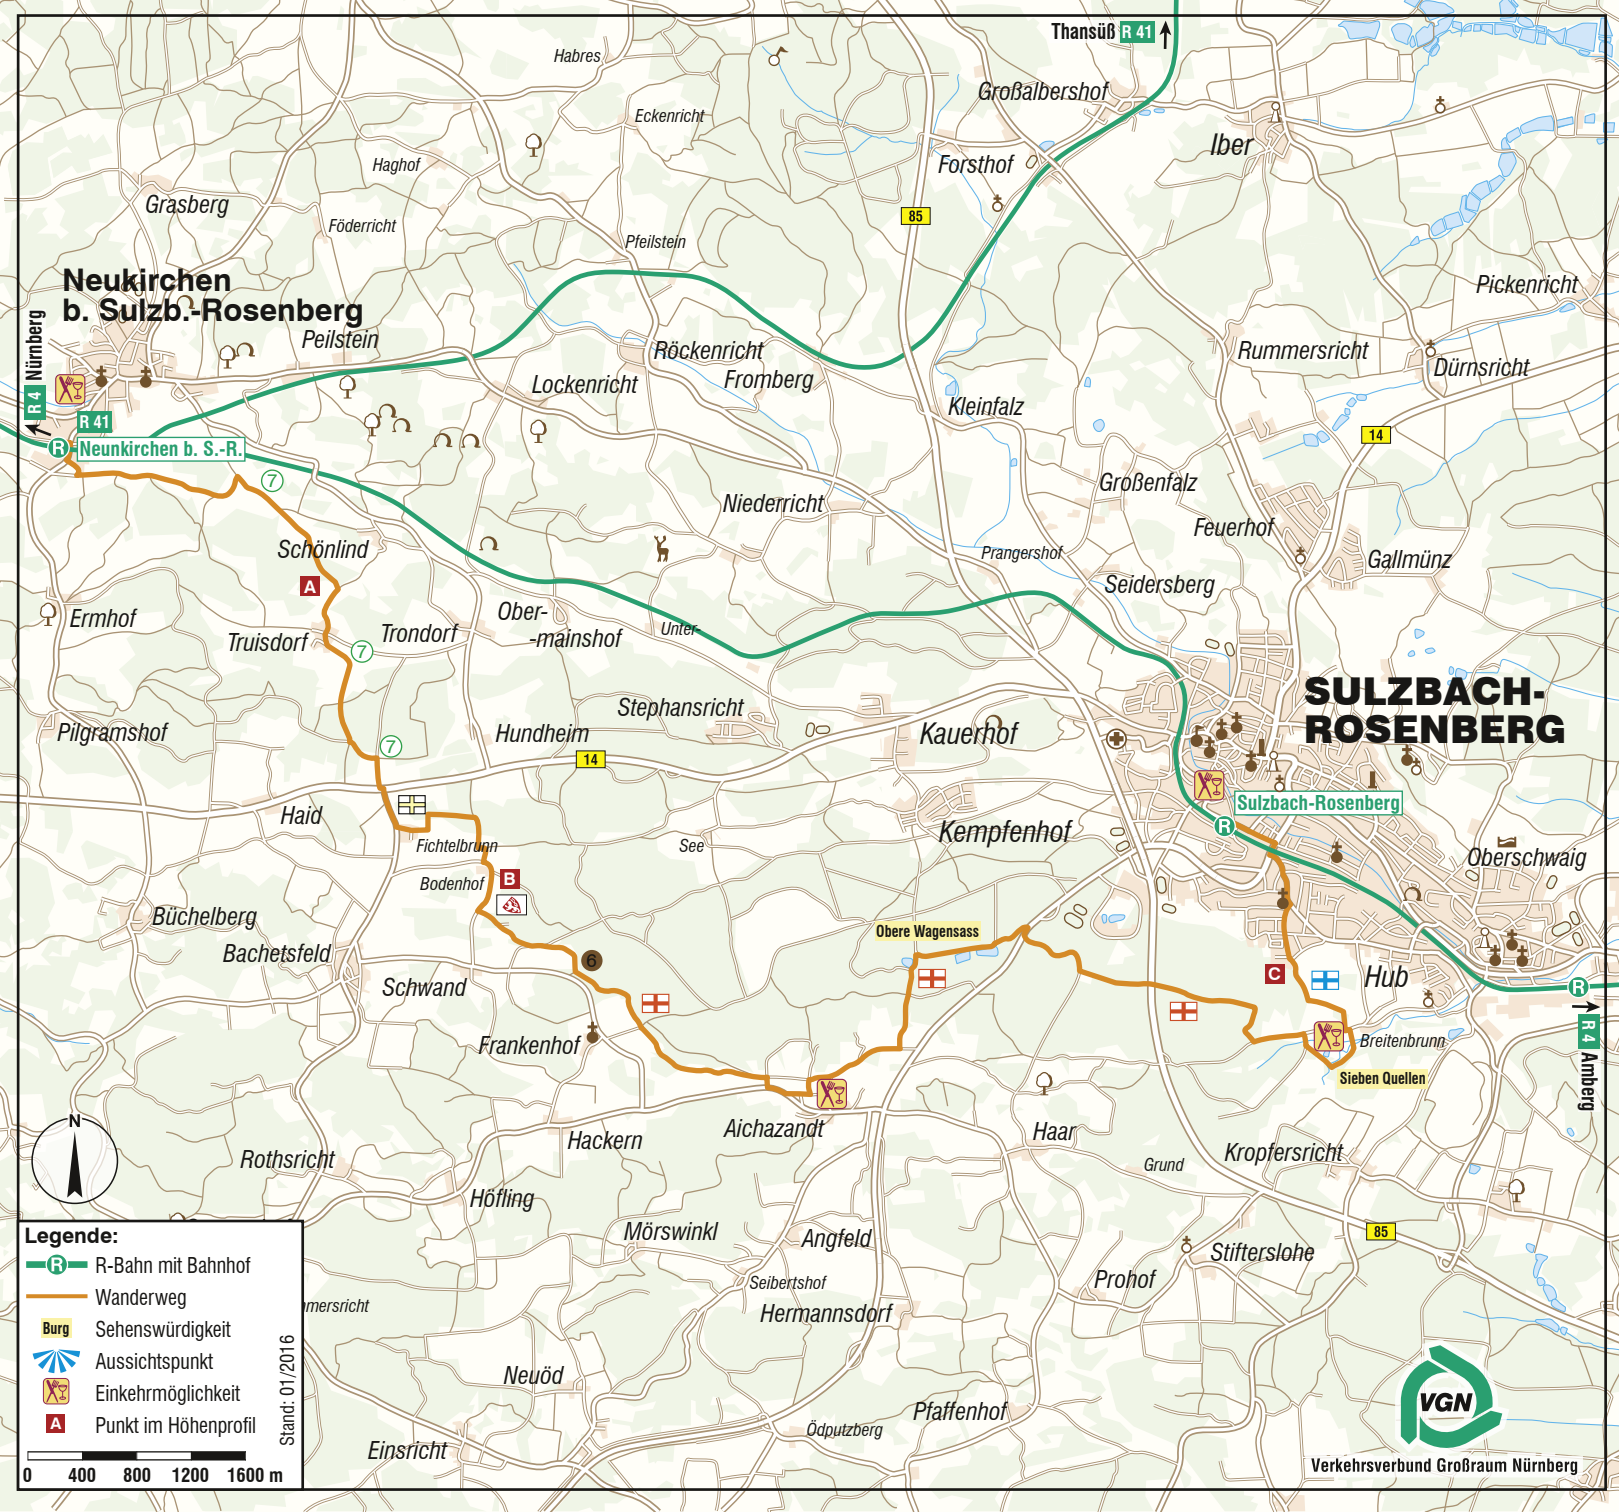 Thansüß R 41
Habres
Großalbershof
Eckenricht
Iber
Haghof
Forsthof
Grasberg
85
Föderricht
Pfeilstein
Neukirchen
b. Sulzb.-Rosenberg
Pickenricht
Nürnberg
R 4
Peilstein
Röckenricht
Rummersricht
Dürnsricht
Lockenricht
Fromberg
Kleinfalz
R 41
14
R
Neunkirchen b. S.-R.
7
Großenfalz
Niederricht
Feuerhof
Schönlind
Prangershof
Gallmünz
A
Seidersberg
Ermhof
Ober-
-mainshof
Unter-
Truisdorf
Trondorf
7
SULZBACH-
ROSENBERG
Stephansricht
Pilgramshof
Hundheim
Kauerhof
7
14
Haid
Sulzbach-Rosenberg
R
Kempfenhof
Fichtelbrunn
See
Oberschwaig
Bodenhof
B
Büchelberg
Obere Wagensass
Bachetsfeld
6
C
Hub
Schwand
R
R 4
Amberg
Frankenhof
Breitenbrunn
Sieben Quellen
N
Aichazandt
Haar
Hackern
Rothsricht
Kropfersricht
Grund
Höfling
Mörswinkl
Angfeld
85
Stifterslohe
Seibertshof
Prohof
Hermannsdorf
mersricht
Neuöd
Pfaffenhof
Ödputzberg
Einsricht
Legende:
R R-Bahn mit Bahnhof
Wanderweg
Burg Sehenswürdigkeit
Aussichtspunkt
Einkehrmöglichkeit
A Punkt im Höhenprofil
0 400 800 1200 1600 m
Stand: 01/2016
VGN
Verkehrsverbund Großraum Nürnberg